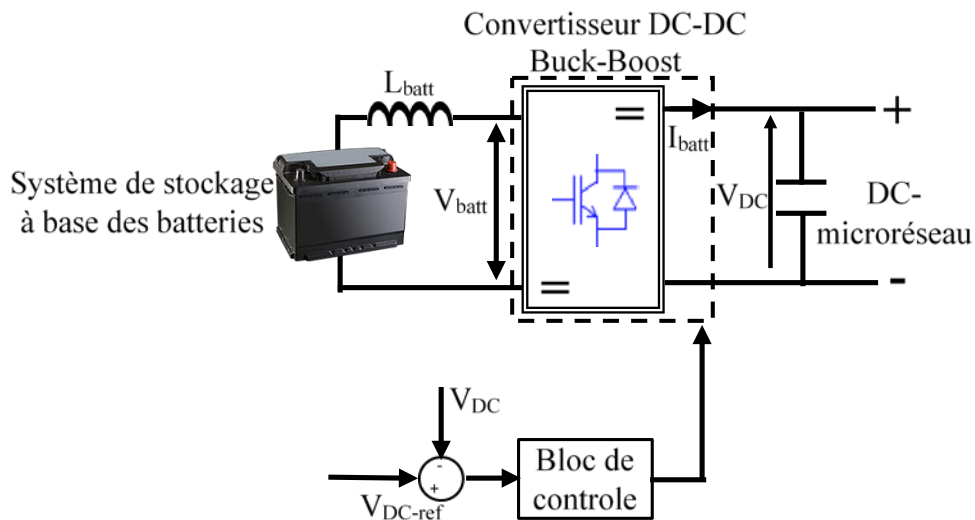 Convertisseur DC-DC
Buck-Boost
Lbatt
Ibatt
+
Système de stockage
à base des batteries
Vbatt
VDC
DC-
microréseau
-
VDC
-
+
VDC-ref
Bloc de
controle